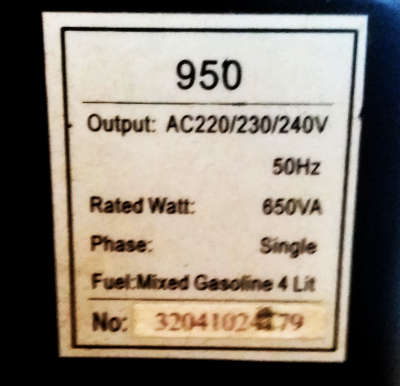 950
Output: AC220/230/240V
50Hz
Rated Watt: 650VA
Phase: Single
Fuel:Mixed Gasoline 4 Lit
No: